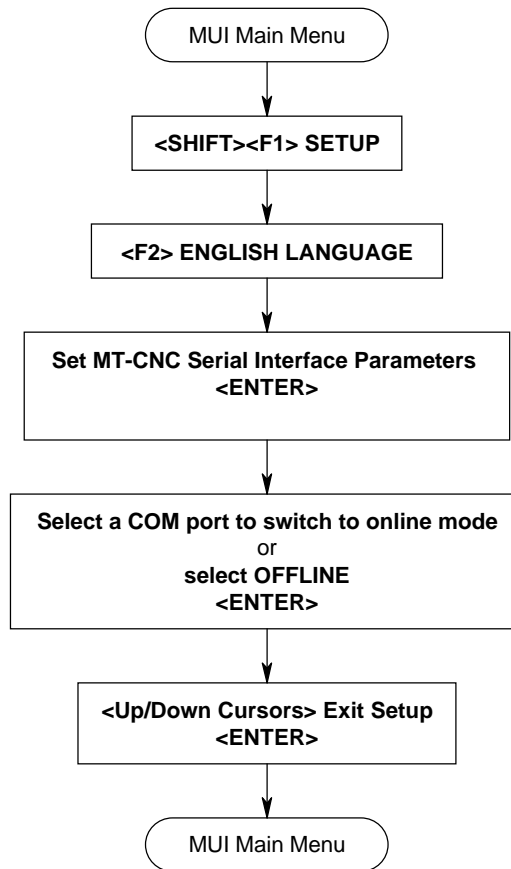 MUI Main Menu
<SHIFT><F1> SETUP
<F2> ENGLISH LANGUAGE
Set MT-CNC Serial Interface Parameters
<ENTER>
Select a COM port to switch to online mode
or
select OFFLINE
<ENTER>
<Up/Down Cursors> Exit Setup
<ENTER>
MUI Main Menu